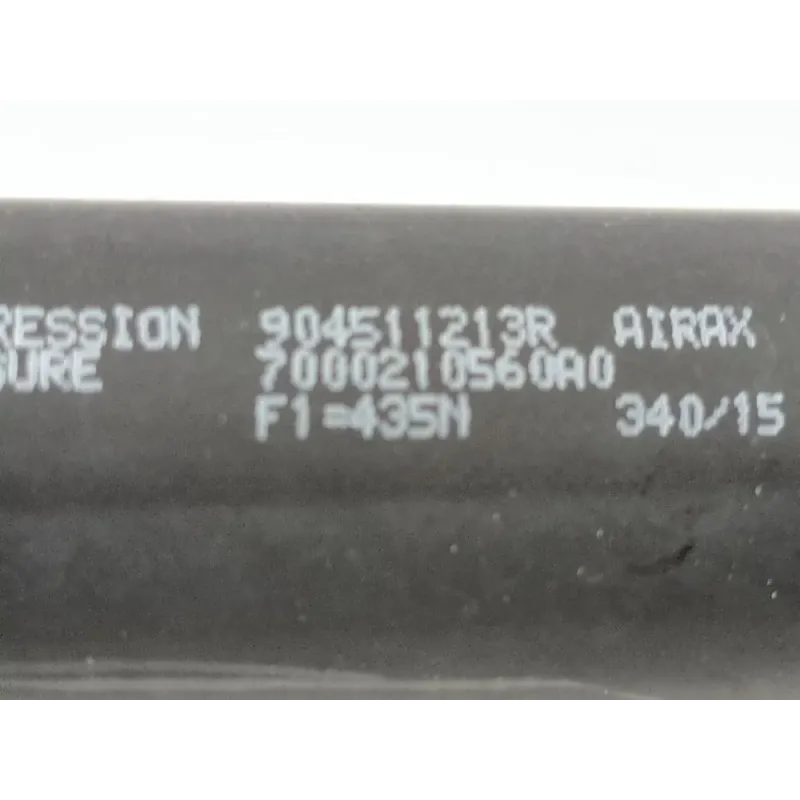 RESSION 904511213R AIRAX
SURE 7000210560A0
F1=435N 340/15